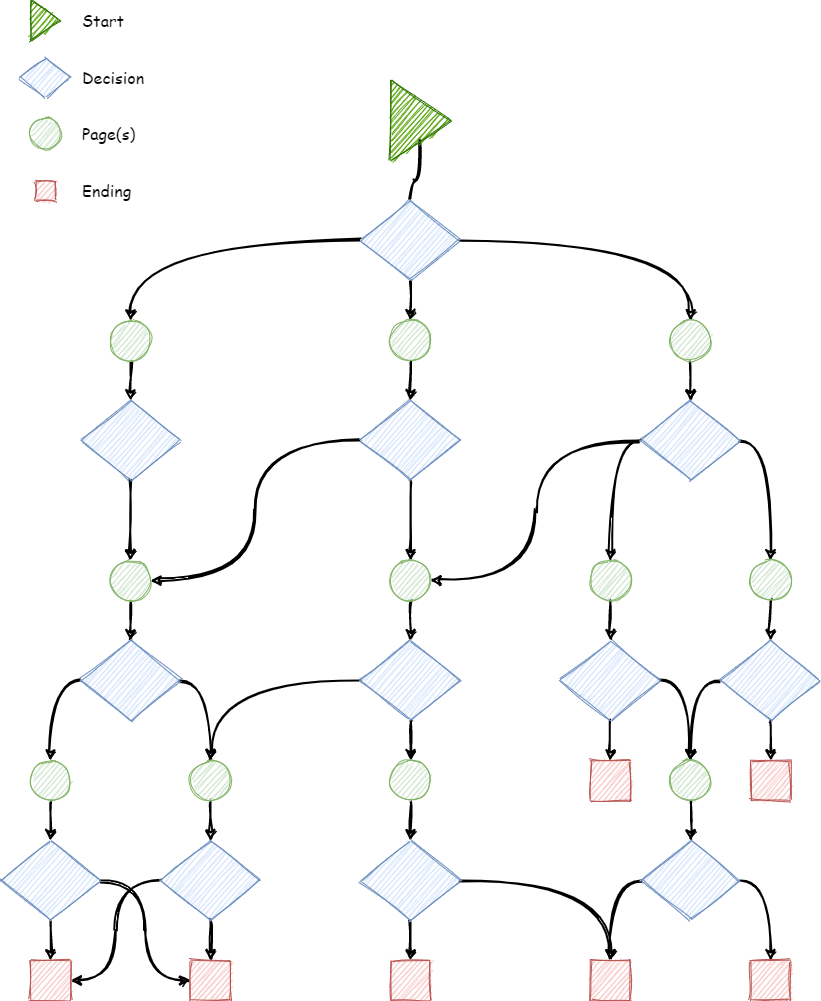 Start
Decision
Page(s)
Ending